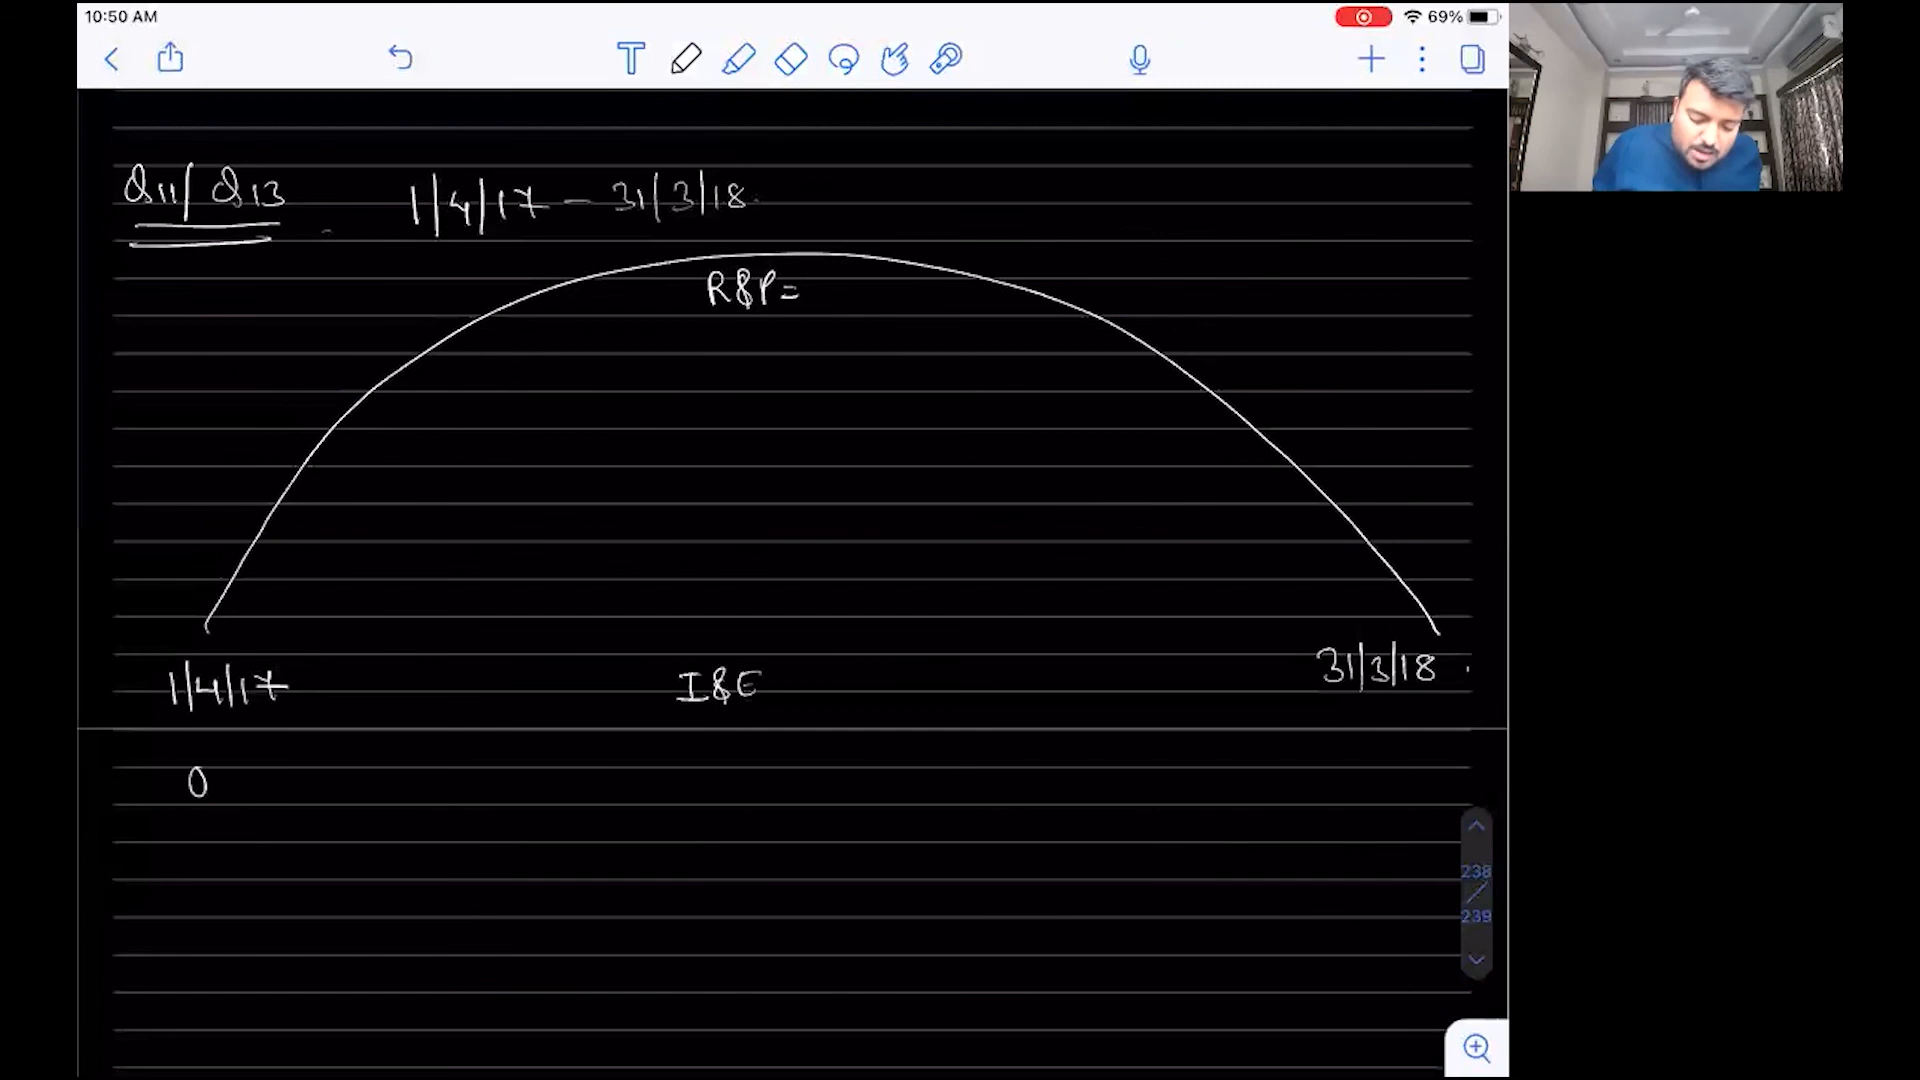 10:50 AM
69%
Q11/Q13 1/4/17 - 31/3/18
R&P=
1/4/17 I&E 31/3/18
0
238
239